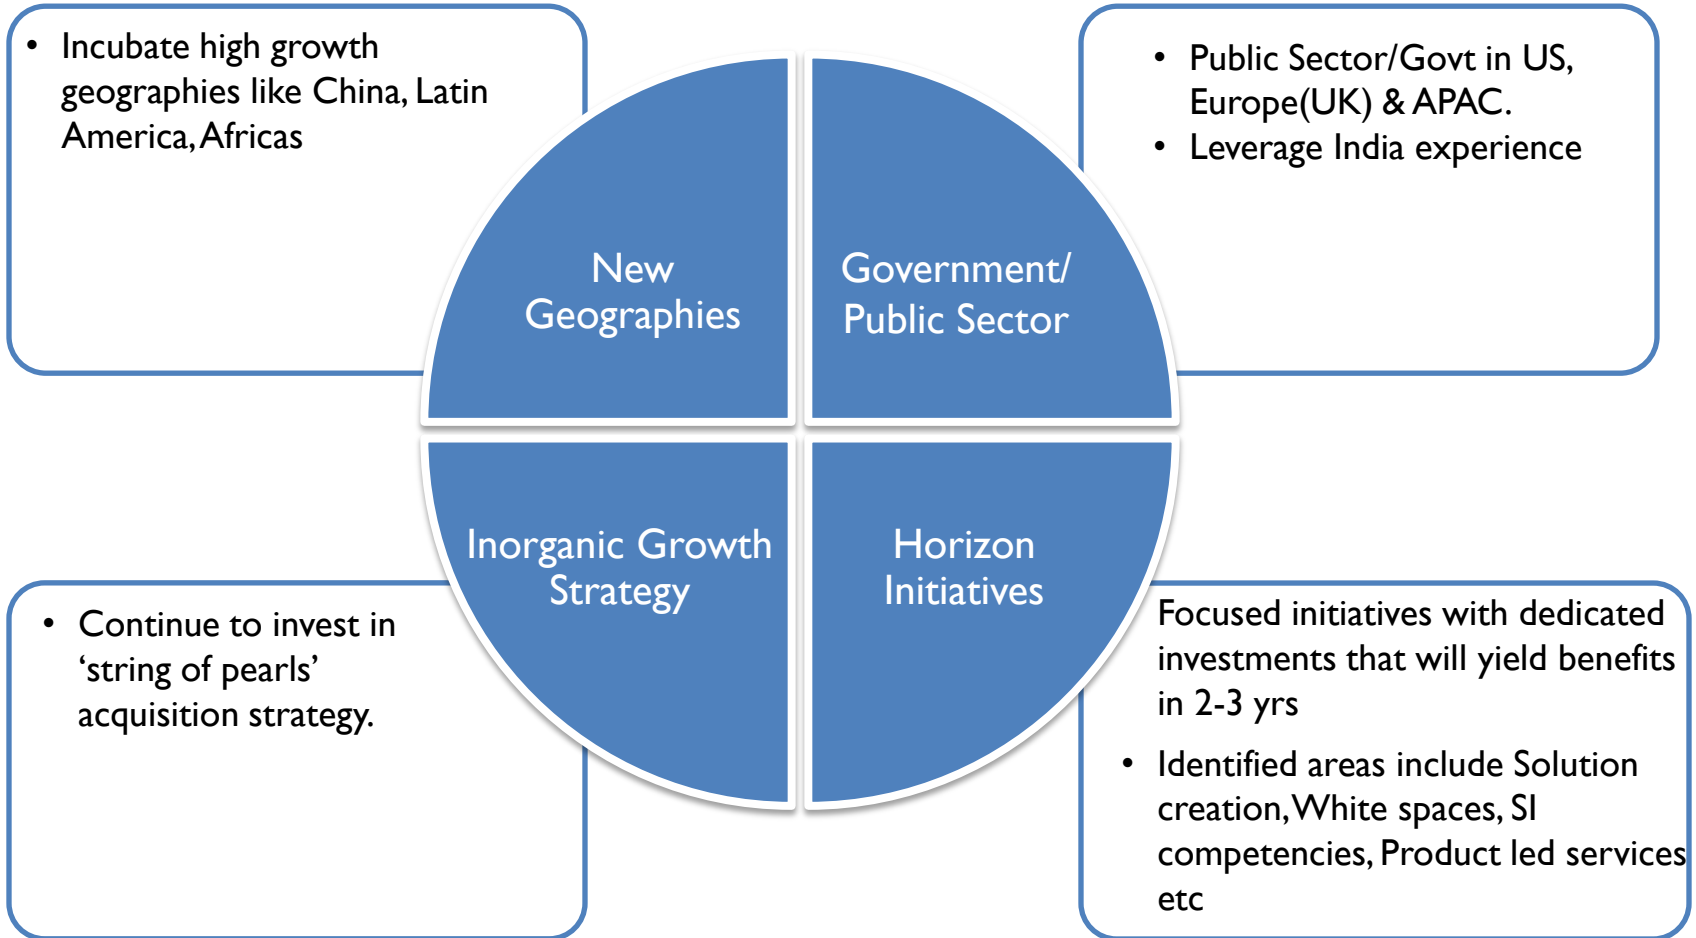 • Incubate high growth
geographies like China, Latin
America, Africas
• Public Sector/Govt in US,
Europe(UK) & APAC.
• Leverage India experience
New
Geographies
Government/
Public Sector
Inorganic Growth
Strategy
Horizon
Initiatives
• Continue to invest in
‘string of pearls’
acquisition strategy.
Focused initiatives with dedicated
investments that will yield benefits
in 2-3 yrs
• Identified areas include Solution
creation, White spaces, SI
competencies, Product led services
etc